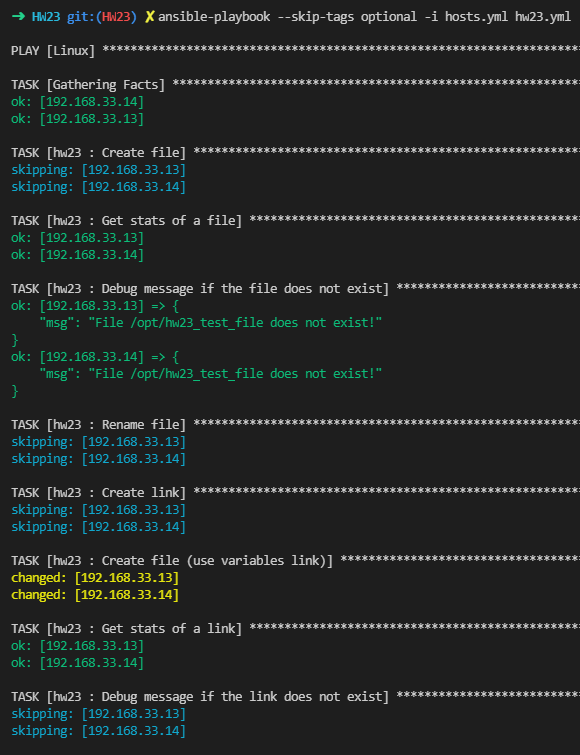 ➜ HW23 git:(HW23) ✗ ansible-playbook --skip-tags optional -i hosts.yml hw23.yml
PLAY [Linux] *********************************************************************
TASK [Gathering Facts] ***********************************************************
ok: [192.168.33.14]
ok: [192.168.33.13]
TASK [hw23 : Create file] ********************************************************
skipping: [192.168.33.13]
skipping: [192.168.33.14]
TASK [hw23 : Get stats of a file] ************************************************
ok: [192.168.33.13]
ok: [192.168.33.14]
TASK [hw23 : Debug message if the file does not exist] ***************************
ok: [192.168.33.13] => {
    "msg": "File /opt/hw23_test_file does not exist!"
}
ok: [192.168.33.14] => {
    "msg": "File /opt/hw23_test_file does not exist!"
}
TASK [hw23 : Rename file] ********************************************************
skipping: [192.168.33.13]
skipping: [192.168.33.14]
TASK [hw23 : Create link] ********************************************************
skipping: [192.168.33.13]
skipping: [192.168.33.14]
TASK [hw23 : Create file (use variables link)] ***********************************
changed: [192.168.33.13]
changed: [192.168.33.14]
TASK [hw23 : Get stats of a link] ************************************************
ok: [192.168.33.13]
ok: [192.168.33.14]
TASK [hw23 : Debug message if the link does not exist] ***************************
skipping: [192.168.33.13]
skipping: [192.168.33.14]